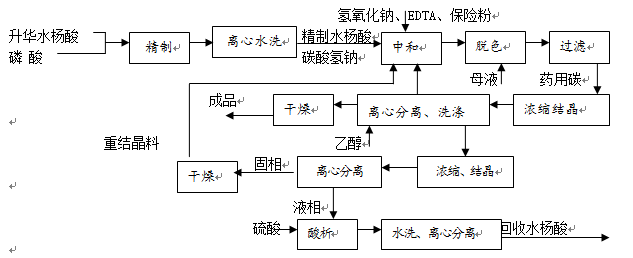 氢氧化钠、EDTA、保险粉
升华水杨酸
磷 酸
精制
离心水洗
精制水杨酸
碳酸氢钠
中和
脱色
过滤
母液
药用碳
成品
干燥
离心分离、洗涤
浓缩结晶
重结晶料
乙醇
干燥
固相
离心分离
浓缩、结晶
液相
硫酸
酸析
水洗、离心分离
回收水杨酸